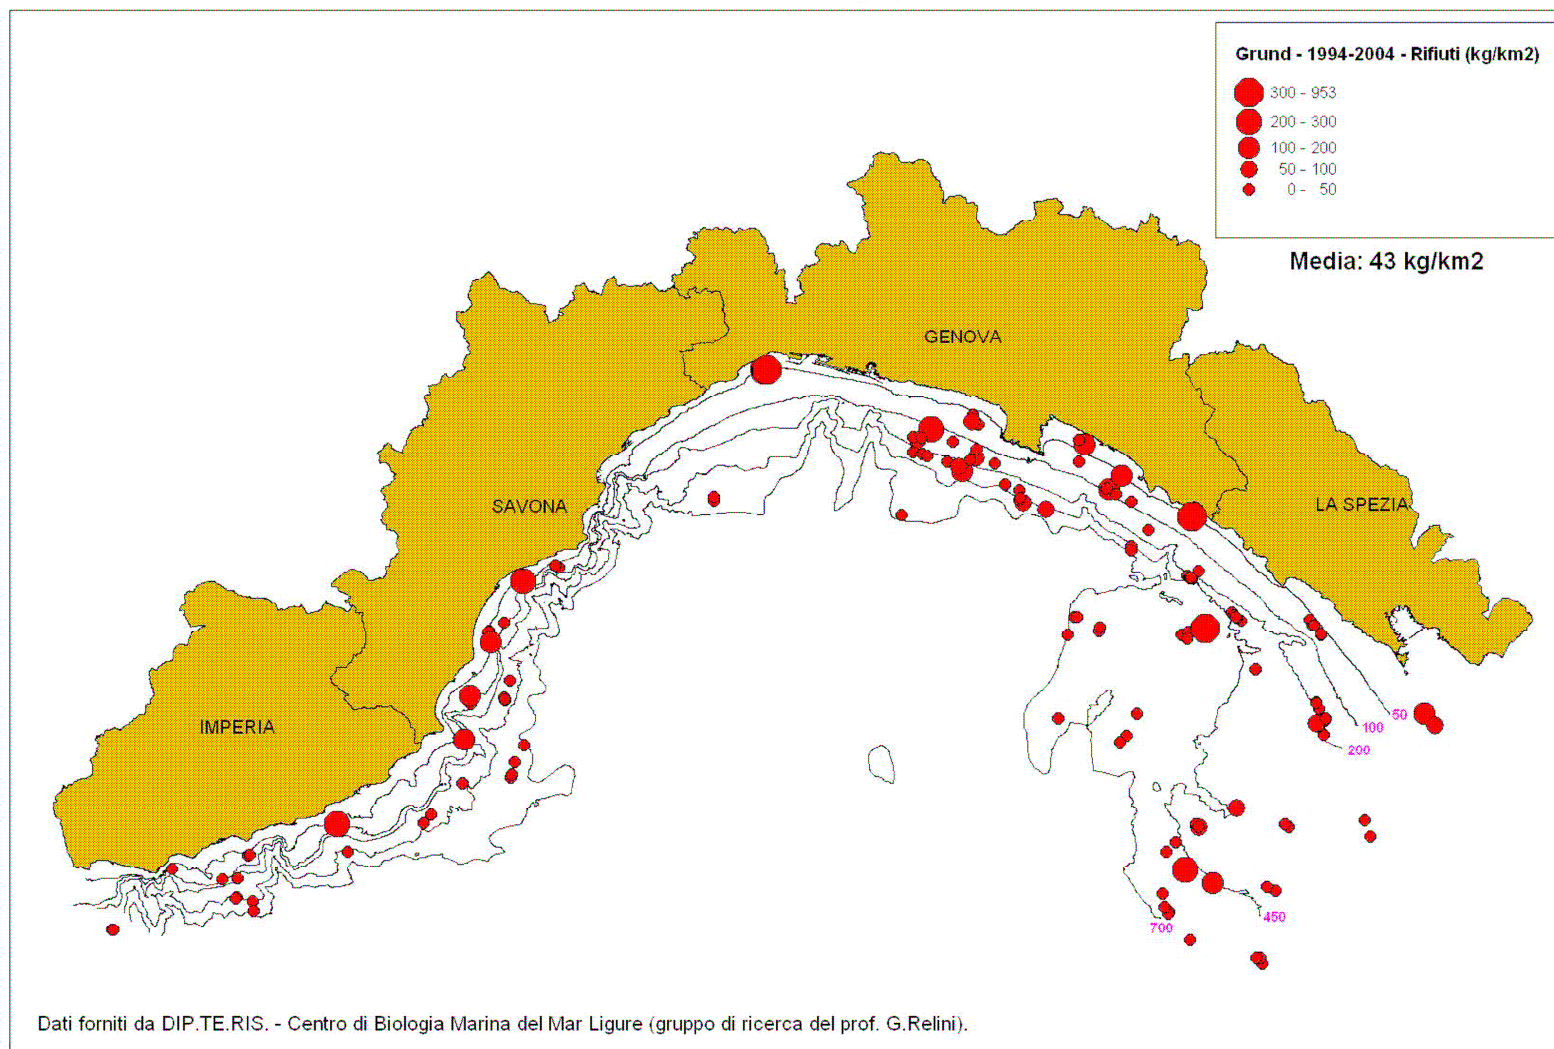 Grund - 1994-2004 - Rifiuti (kg/km2)
300 - 953
200 - 300
100 - 200
50 - 100
0 - 50
Media: 43 kg/km2
GENOVA
SAVONA
LA SPEZIA
IMPERIA
50
100
200
450
700
Dati forniti da DIP.TE.RIS. - Centro di Biologia Marina del Mar Ligure (gruppo di ricerca del prof. G.Relini).